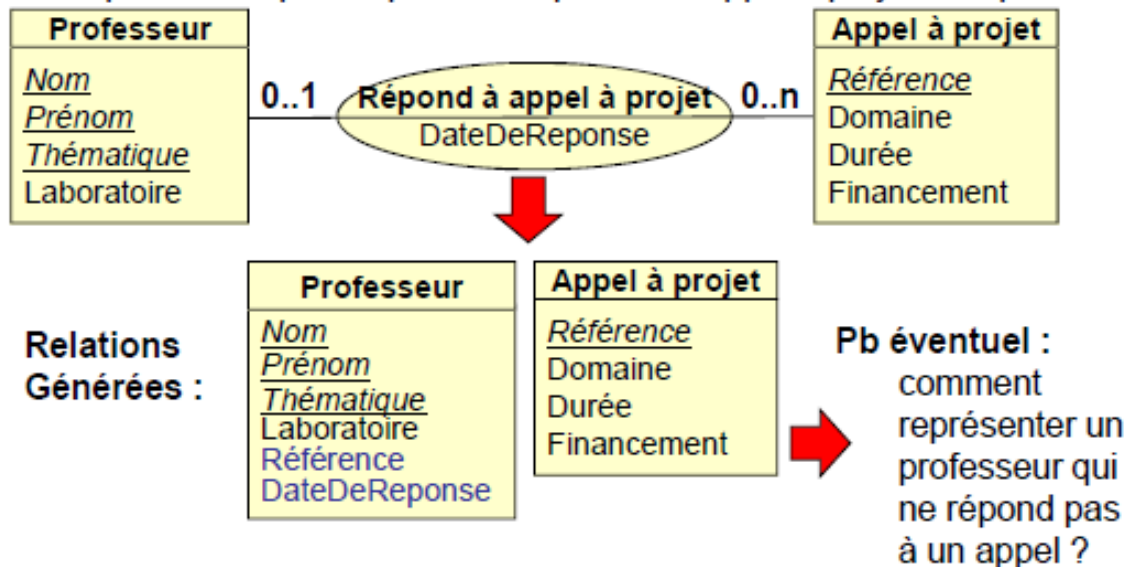 Professeur
Nom
Prénom
Thématique
Laboratoire
0..1
Répond à appel à projet
DateDeReponse
0..n
Appel à projet
Référence
Domaine
Durée
Financement
Relations
Générées :
Professeur
Nom
Prénom
Thématique
Laboratoire
Référence
DateDeReponse
Appel à projet
Référence
Domaine
Durée
Financement
Pb éventuel :
comment
représenter un
professeur qui
ne répond pas
à un appel ?